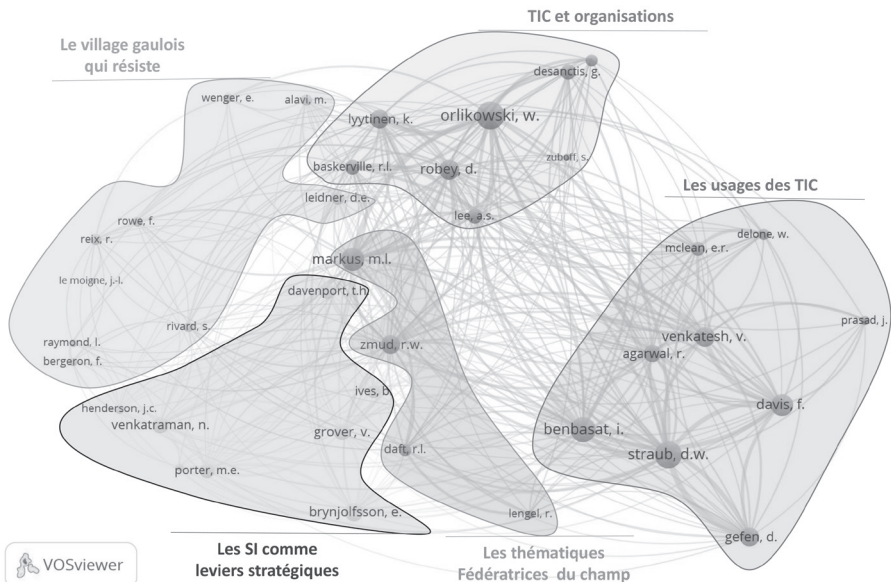 TIC et organisations
Le village gaulois
qui résiste
desanctis, g.
wenger, e.
alavi, m.
orlikowski, w.
lyytinen, k.
zuboff, s.
baskerville, r.l.
robey, d.
Les usages des TIC
leidner, d.e.
lee, a.s.
rowe, f.
delone, w.
reix, r.
mclean, e.r.
markus, m.l.
le moigne, j.-l.
davenport, t.h.
prasad, j.
rivard, s.
raymond, l.
zmud, r.w.
venkatesh, v.
agarwal, r.
bergeron, f.
ives, b.
henderson, j.c.
davis, f.
venkatraman, n.
grover, v.
benbasat, i.
daft, r.l.
straub, d.w.
porter, m.e.
brynjolfsson, e.
lengel, r.
gefen, d.
Les SI comme
leviers stratégiques
Les thématiques
Fédératrices du champ
VOSviewer